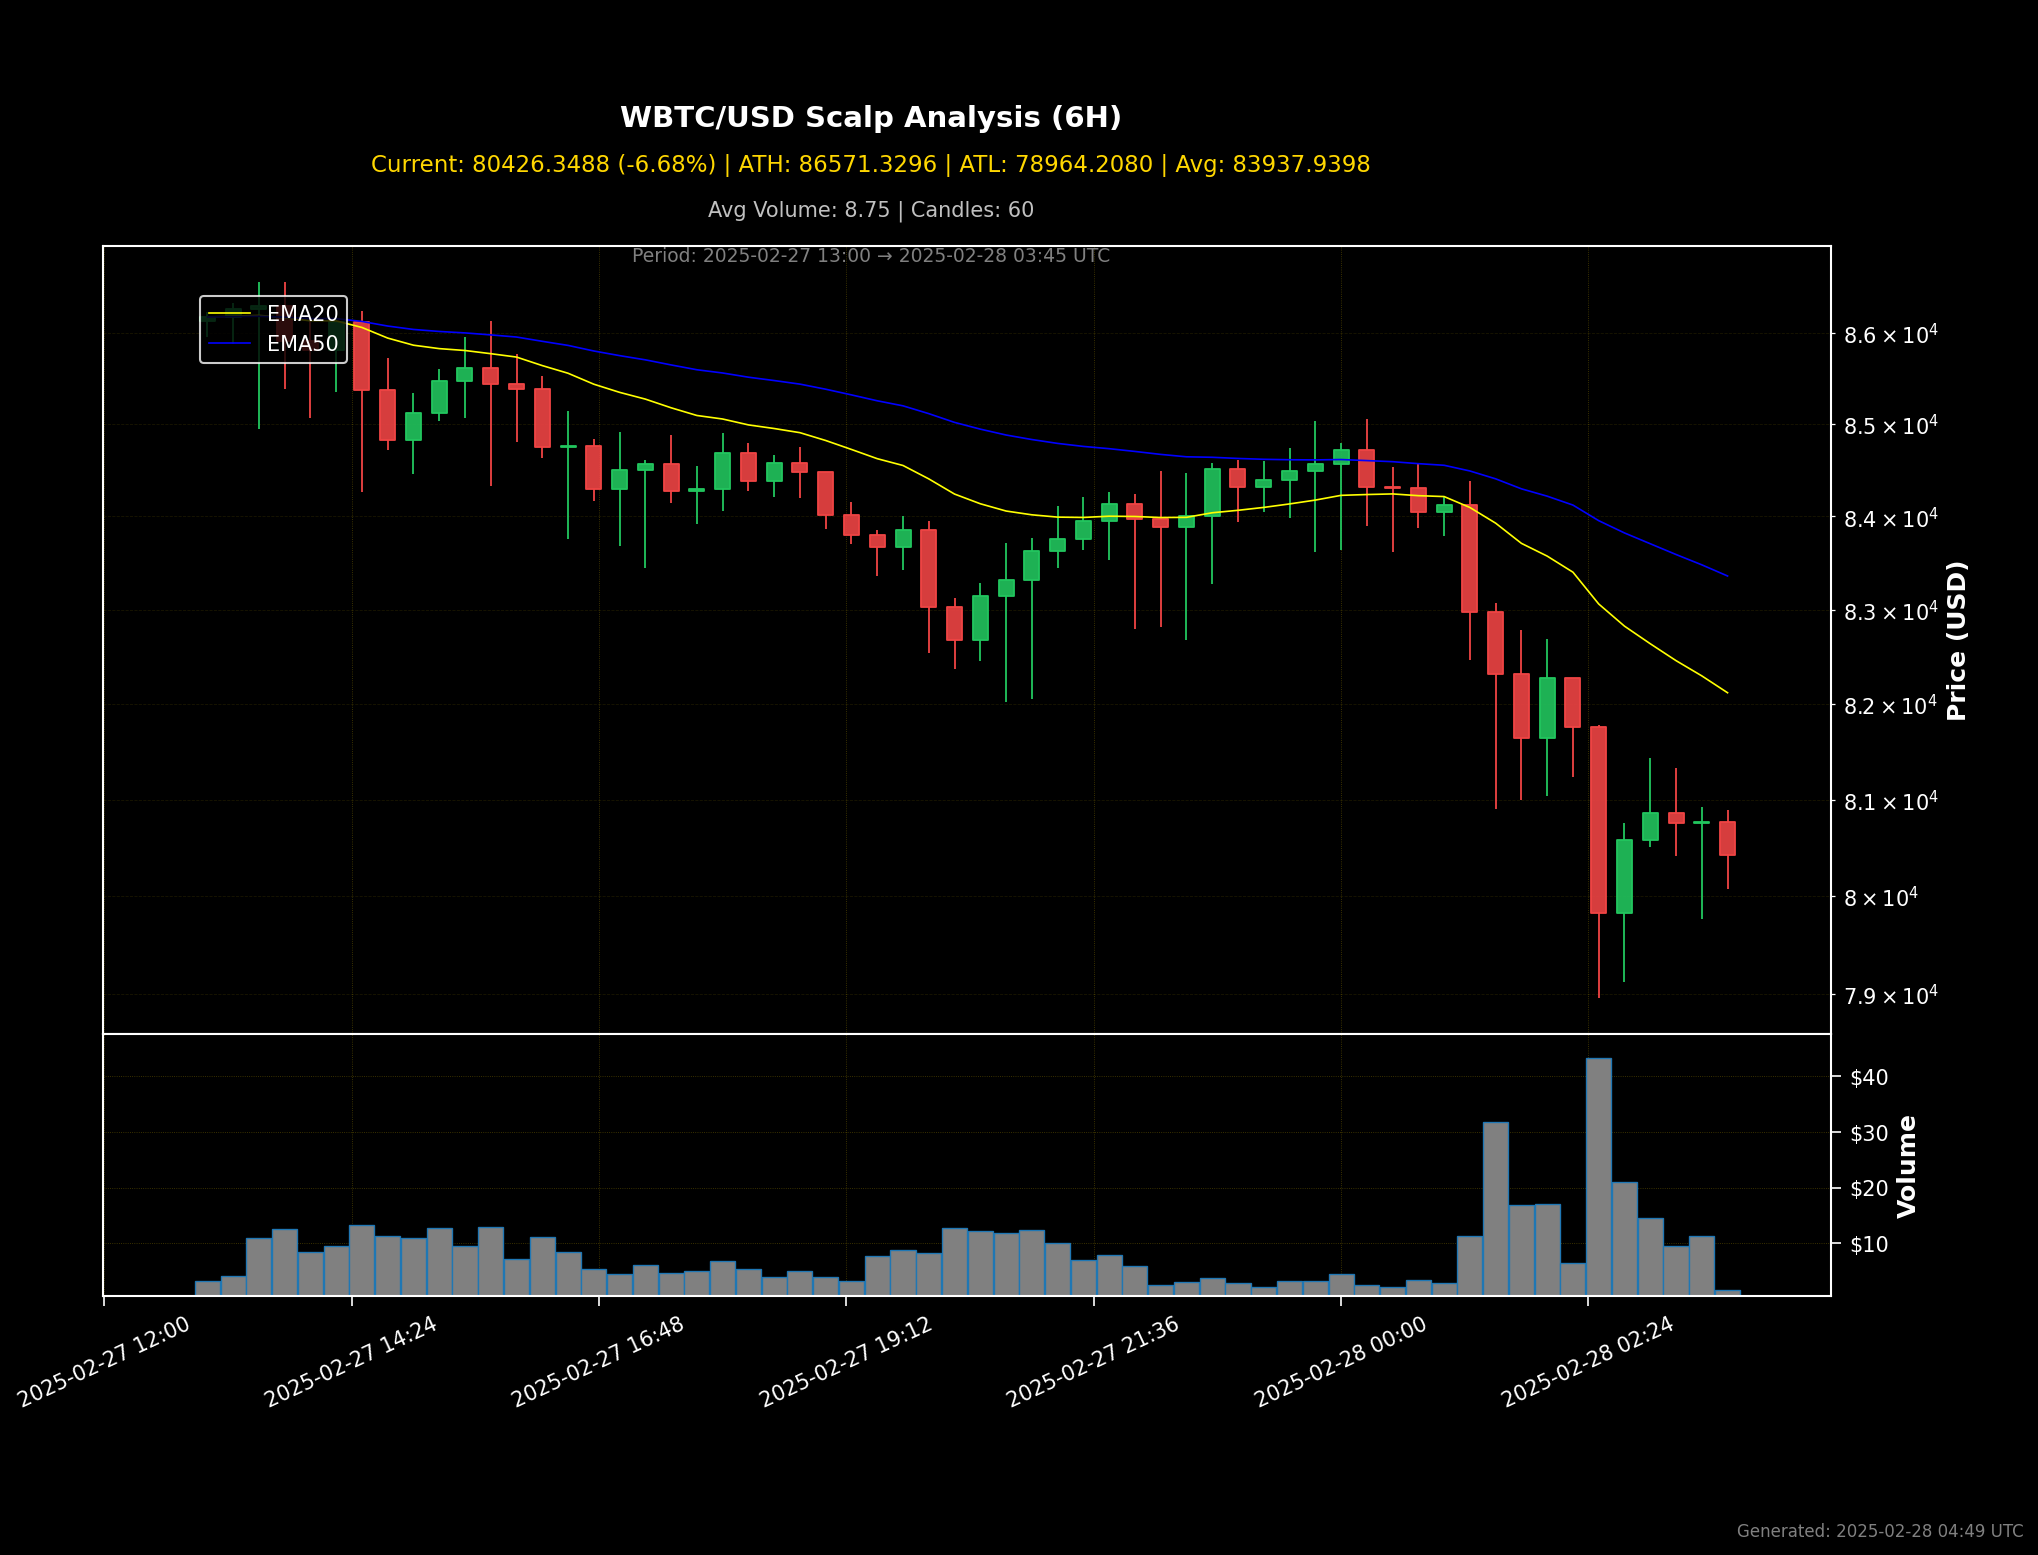 WBTC/USD Scalp Analysis (6H)
Current: 80426.3488 (-6.68%) | ATH: 86571.3296 | ATL: 78964.2080 | Avg: 83937.9398
Avg Volume: 8.75 | Candles: 60
Period: 2025-02-27 13:00 → 2025-02-28 03:45 UTC
EMA20
EMA50
8.6 × 10⁴
8.5 × 10⁴
8.4 × 10⁴
8.3 × 10⁴
8.2 × 10⁴
8.1 × 10⁴
8 × 10⁴
7.9 × 10⁴
Price (USD)
$40
$30
$20
$10
Volume
2025-02-27 12:00
2025-02-27 14:24
2025-02-27 16:48
2025-02-27 19:12
2025-02-27 21:36
2025-02-28 00:00
2025-02-28 02:24
Generated: 2025-02-28 04:49 UTC